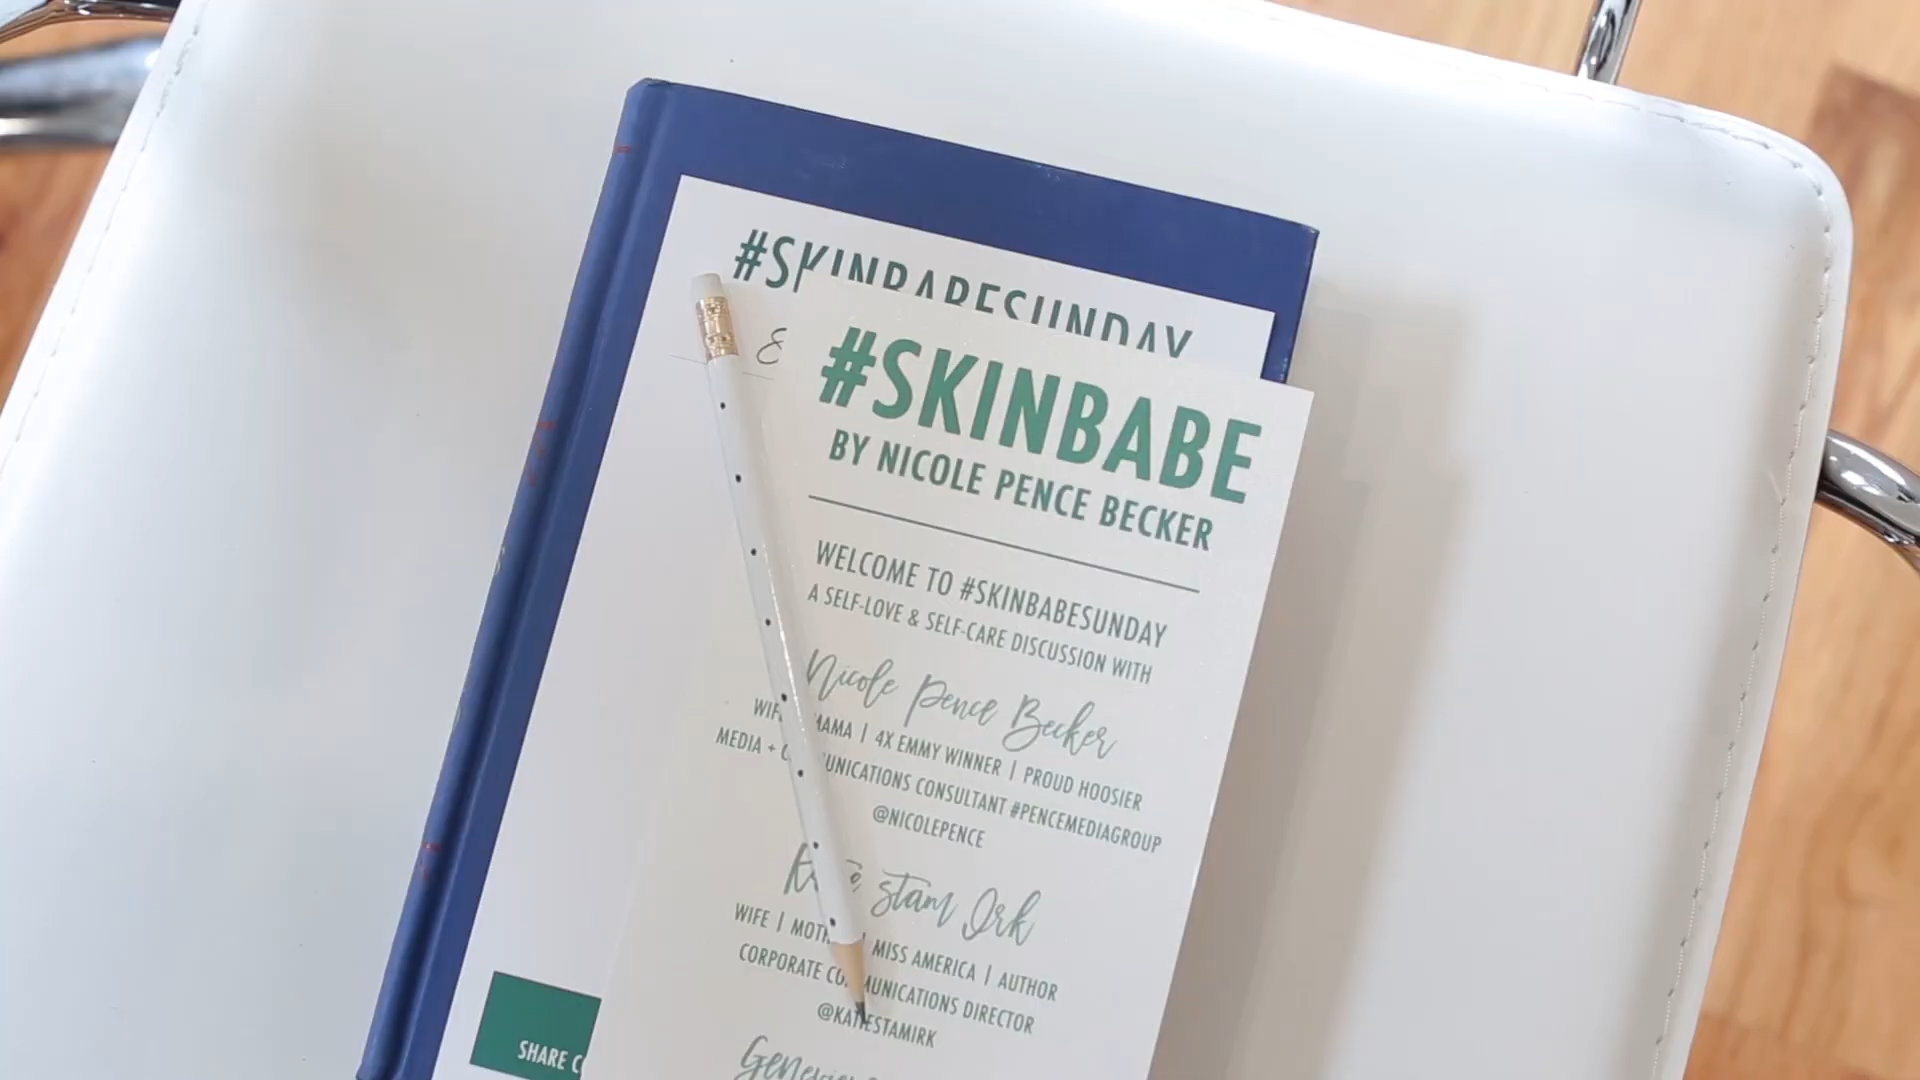 #SKINBABESUNDAY
&
#SKINBABE
BY NICOLE PENCE BECKER
WELCOME TO #SKINBABESUNDAY
A SELF-LOVE & SELF-CARE DISCUSSION WITH
Nicole Pence Becker
MAMA | 4X EMMY WINNER | PROUD HOOSIER
MEDIA + CONSULTANT #PENCEMEDIAGROUP
@NICOLEPENCE
Katie Stam Irk
WIFE | MISS AMERICA | AUTHOR
CORPORATE COMMUNICATIONS DIRECTOR
@KATIESTAMIRK
SHARE